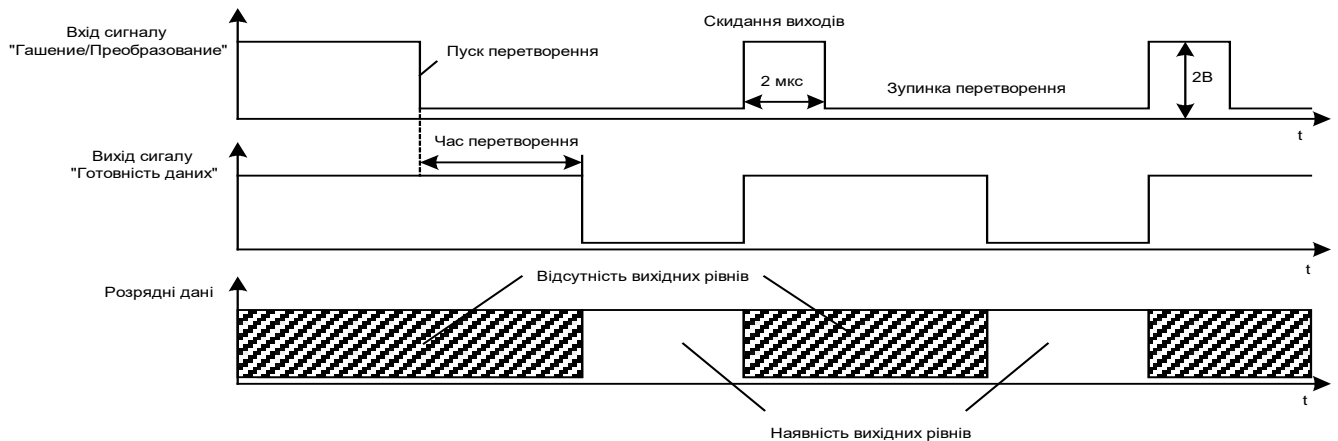 Скидання виходів
Вхід сигналу
"Гашение/Преобразование"
Пуск перетворення
2 мкс
Зупинка перетворення
2В
t
Час перетворення
Вихід сигалу
"Готовність даних"
t
Відсутність вихідних рівнів
Розрядні дані
t
Наявність вихідних рівнів